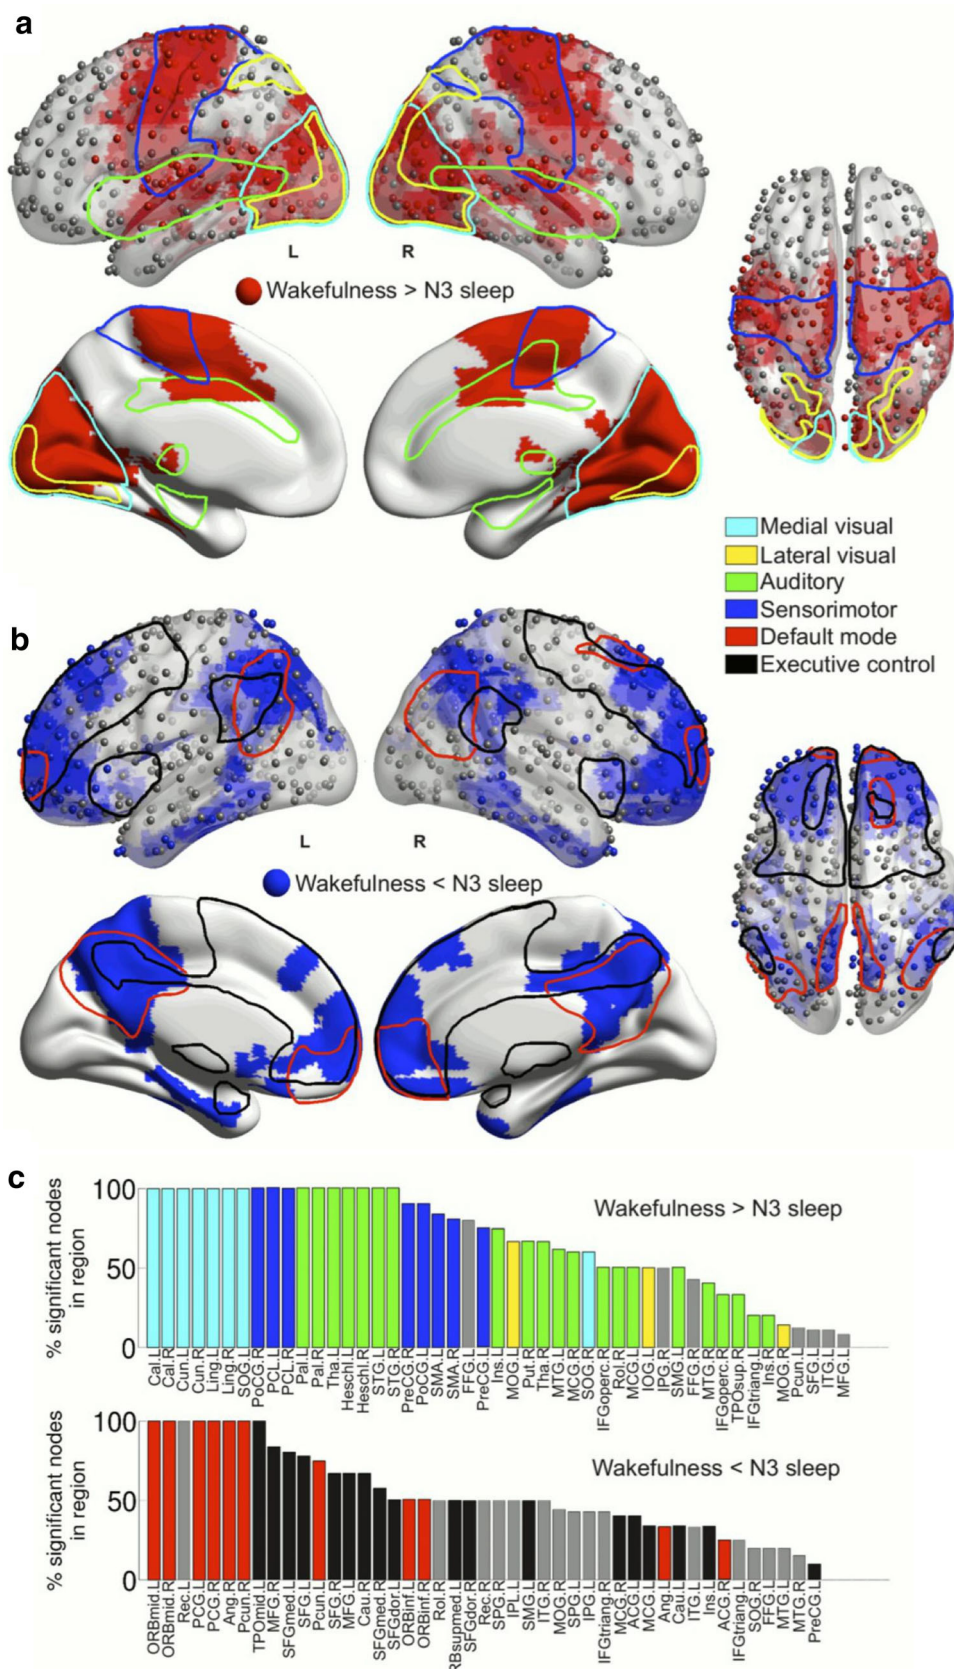 a
L
R
Wakefulness > N3 sleep
Medial visual
Lateral visual
Auditory
Sensorimotor
Default mode
Executive control
b
L
R
Wakefulness < N3 sleep
c
% significant nodes
in region
100
50
0
Wakefulness > N3 sleep
Cal.L
Cal.R
Cun.L
Cun.R
Ling.L
Ling.R
SOG.L
PoCG.R
PCL.L
PCL.R
Pal.L
Pal.R
Tha.L
Heschl.L
Heschl.R
STG.L
STG.R
PreCG.R
PoCG.L
SMA.L
SMA.R
FFG.L
PreCG.L
Ins.L
MOG.L
Put.R
Tha.R
MTG.L
MCG.R
SOG.R
IFGoperc.R
Rol.R
MCG.L
IOG.L
IPG.R
SMG.L
FFG.R
MTG.R
IFGoperc.R
TPOsup.R
IFGtriang.L
Ins.R
MOG.R
Pcun.L
SFG.L
ITG.L
MFG.L
% significant nodes
in region
100
50
0
Wakefulness < N3 sleep
ORBmid.L
ORBmid.R
Rec.L
PCG.L
PCG.R
Ang.R
Pcun.R
TPOmid.L
MFG.R
SFGmed.L
SFG.L
Pcun.L
SFG.R
MFG.L
Cau.R
SFGmed.R
SFGdor.L
ORBinf.L
ORBinf.R
Rol.R
RBsupmed.L
SFGdor.R
Rec.R
SPG.R
IPL.L
SMG.L
ITG.R
MOG.R
SPG.L
IPG.L
IFGtriang.R
MCG.R
ACG.L
MCG.L
Ang.L
Cau.L
ITG.L
Ins.L
ACG.R
IFGtriang.L
SOG.R
FFG.L
MTG.L
MTG.R
PreCG.L